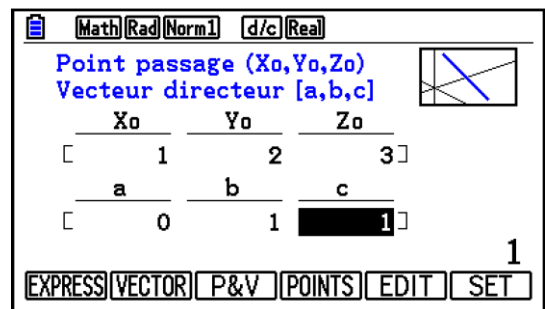 Math Rad Norm1 d/c Real
Point passage (Xo,Yo,Zo)
Vecteur directeur [a,b,c]
Xo Yo Zo
[ 1 2 3 ]
a b c
[ 0 1 1 ]
1
EXPRESS VECTOR P&V POINTS EDIT SET